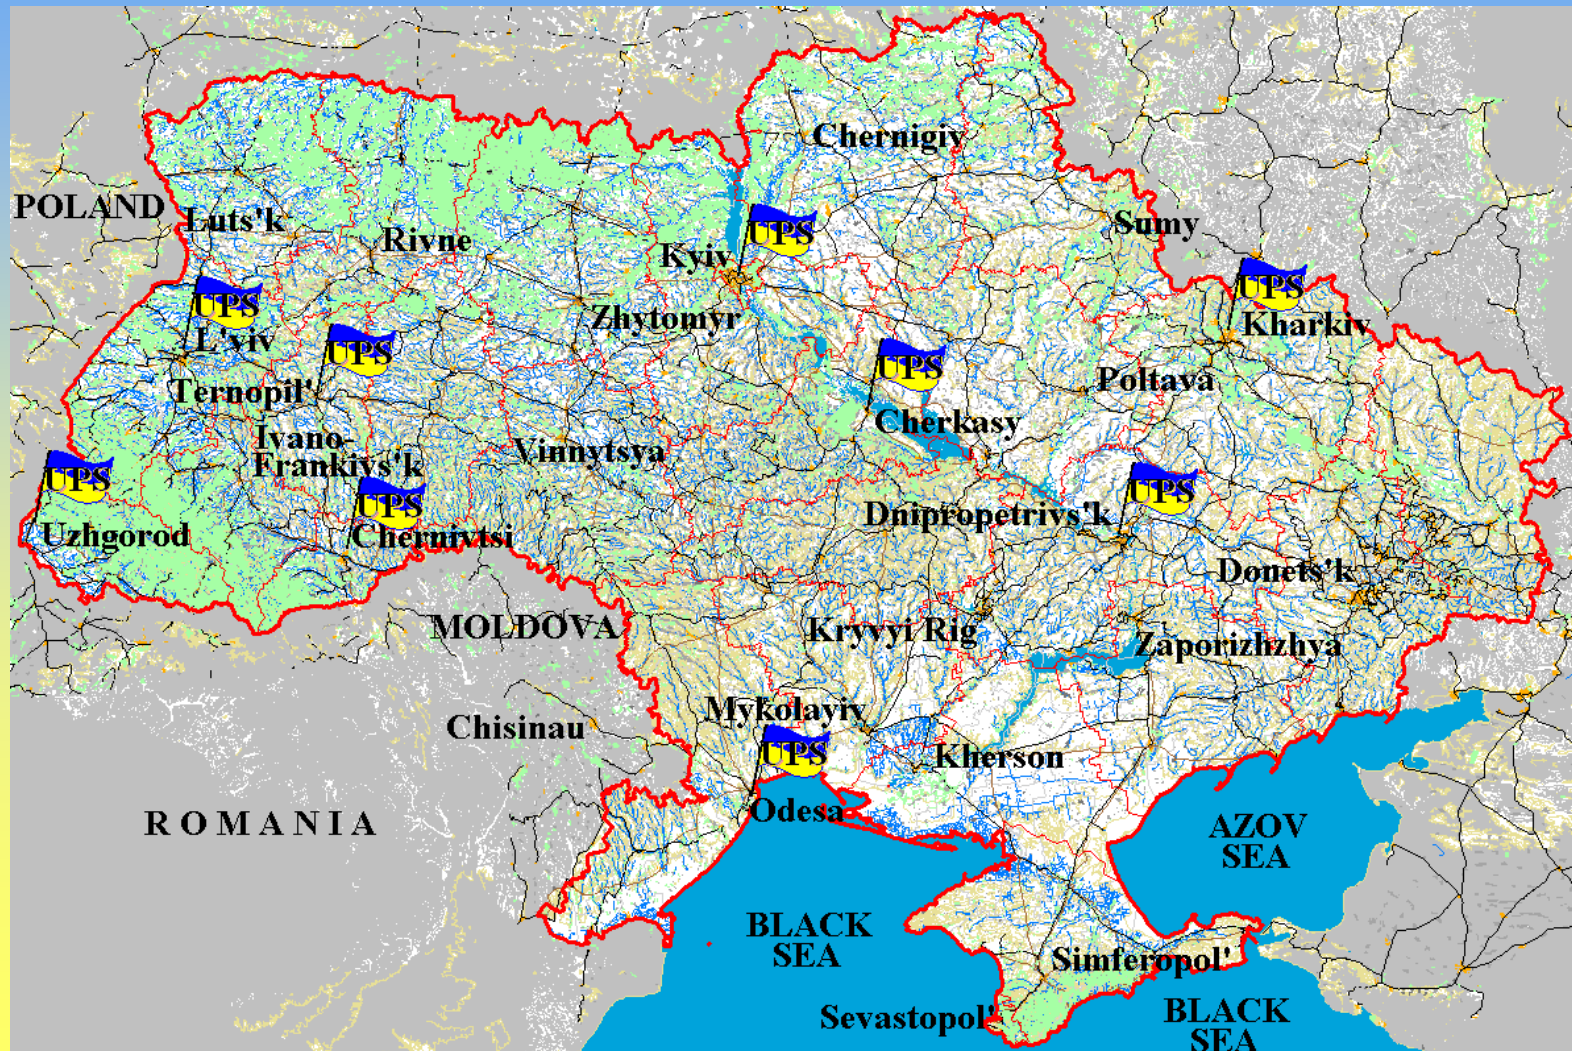 Chernigiv
POLAND
Luts'k
Sumy
UPS
Rivne
Kyiv
UPS
UPS
Kharkiv
L'viv
Zhytomyr
UPS
UPS
Ternopil'
Poltava
Cherkasy
Ivano-
Frankivs'k
Vinnytsya
UPS
UPS
UPS
Dnipropetrivs'k
Uzhgorod
Chernivtsi
Donets'k
MOLDOVA
Kryvyi Rig
Zaporizhzhya
Mykolayiv
Chisinau
UPS
Kherson
Odesa
ROMANIA
AZOV
SEA
BLACK
SEA
Simferopol'
Sevastopol'
BLACK
SEA